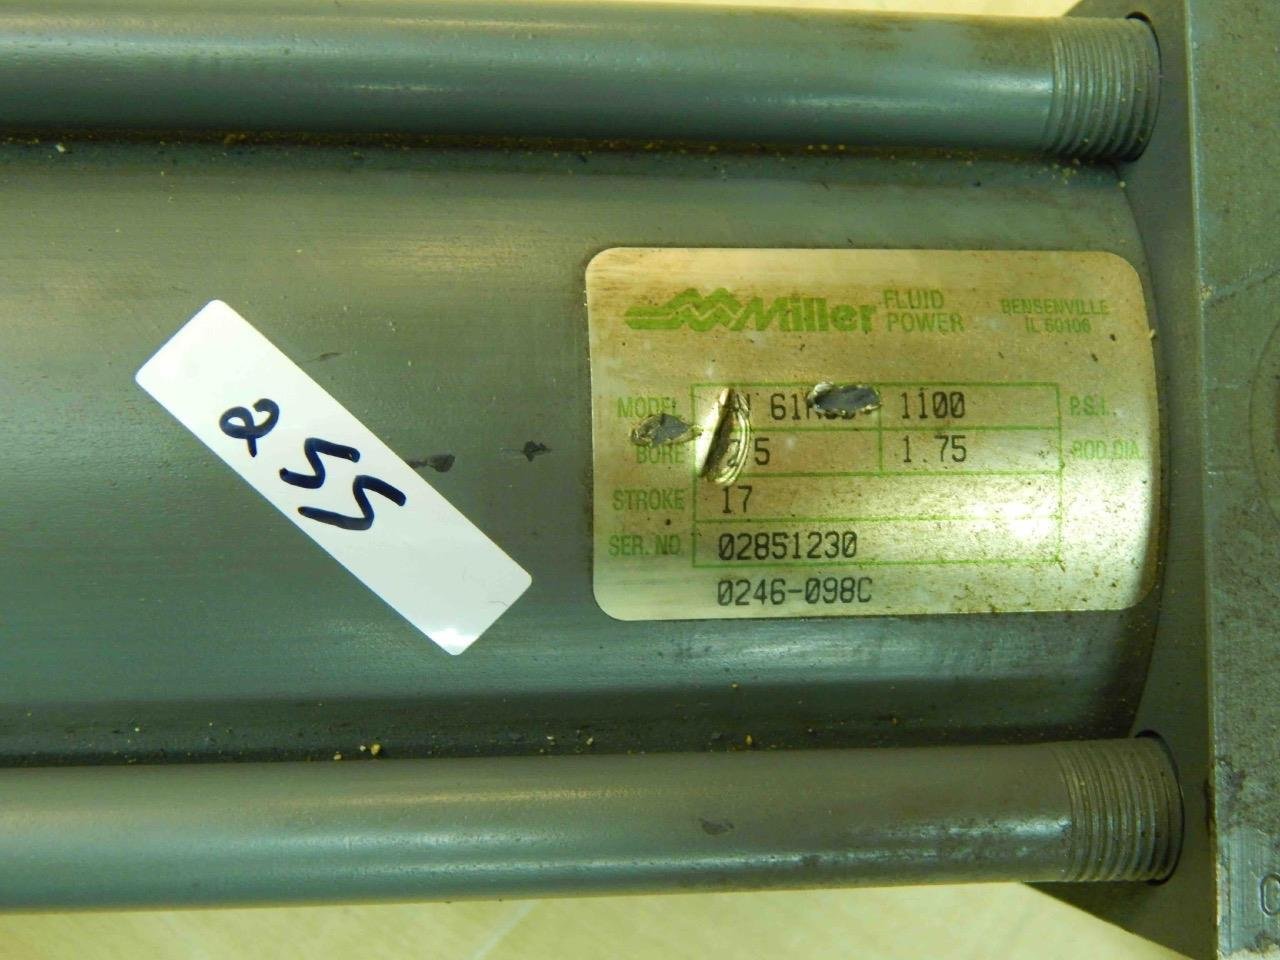 255
Miller FLUID POWER
BENSENVILLE IL 60106
MODEL 1100 P.S.I.
BORE 1.75 ROD.DIA.
STROKE 17
SER. NO. 02851230
0246-098C